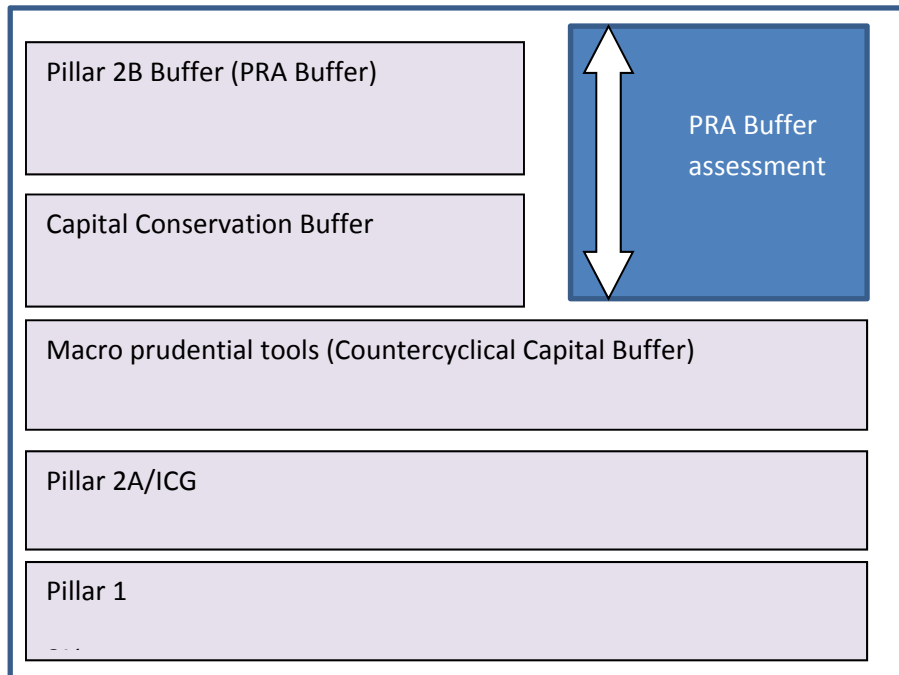 Pillar 2B Buffer (PRA Buffer)
PRA Buffer
assessment
Capital Conservation Buffer
Macro prudential tools (Countercyclical Capital Buffer)
Pillar 2A/ICG
Pillar 1